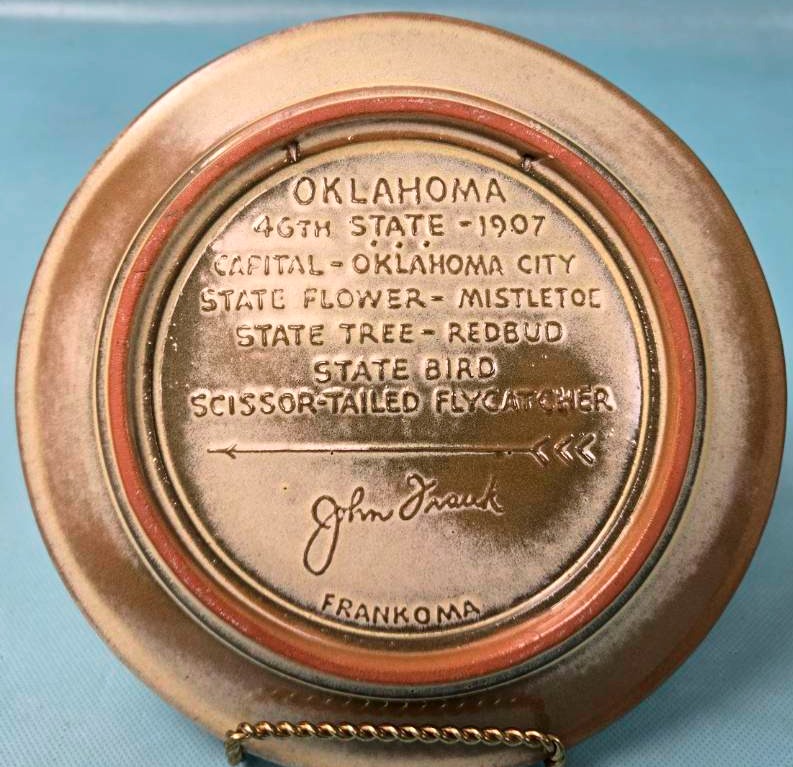 OKLAHOMA
46TH STATE - 1907
CAPITAL - OKLAHOMA CITY
STATE FLOWER - MISTLETOE
STATE TREE - REDBUD
STATE BIRD
SCISSOR-TAILED FLYCATCHER
John Frank
FRANKOMA